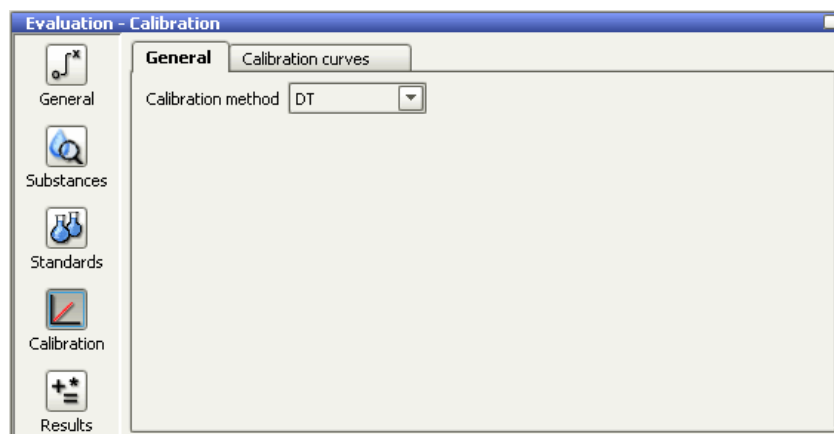 Evaluation - Calibration
General
Calibration curves
Calibration method DT
General
Substances
Standards
Calibration
Results